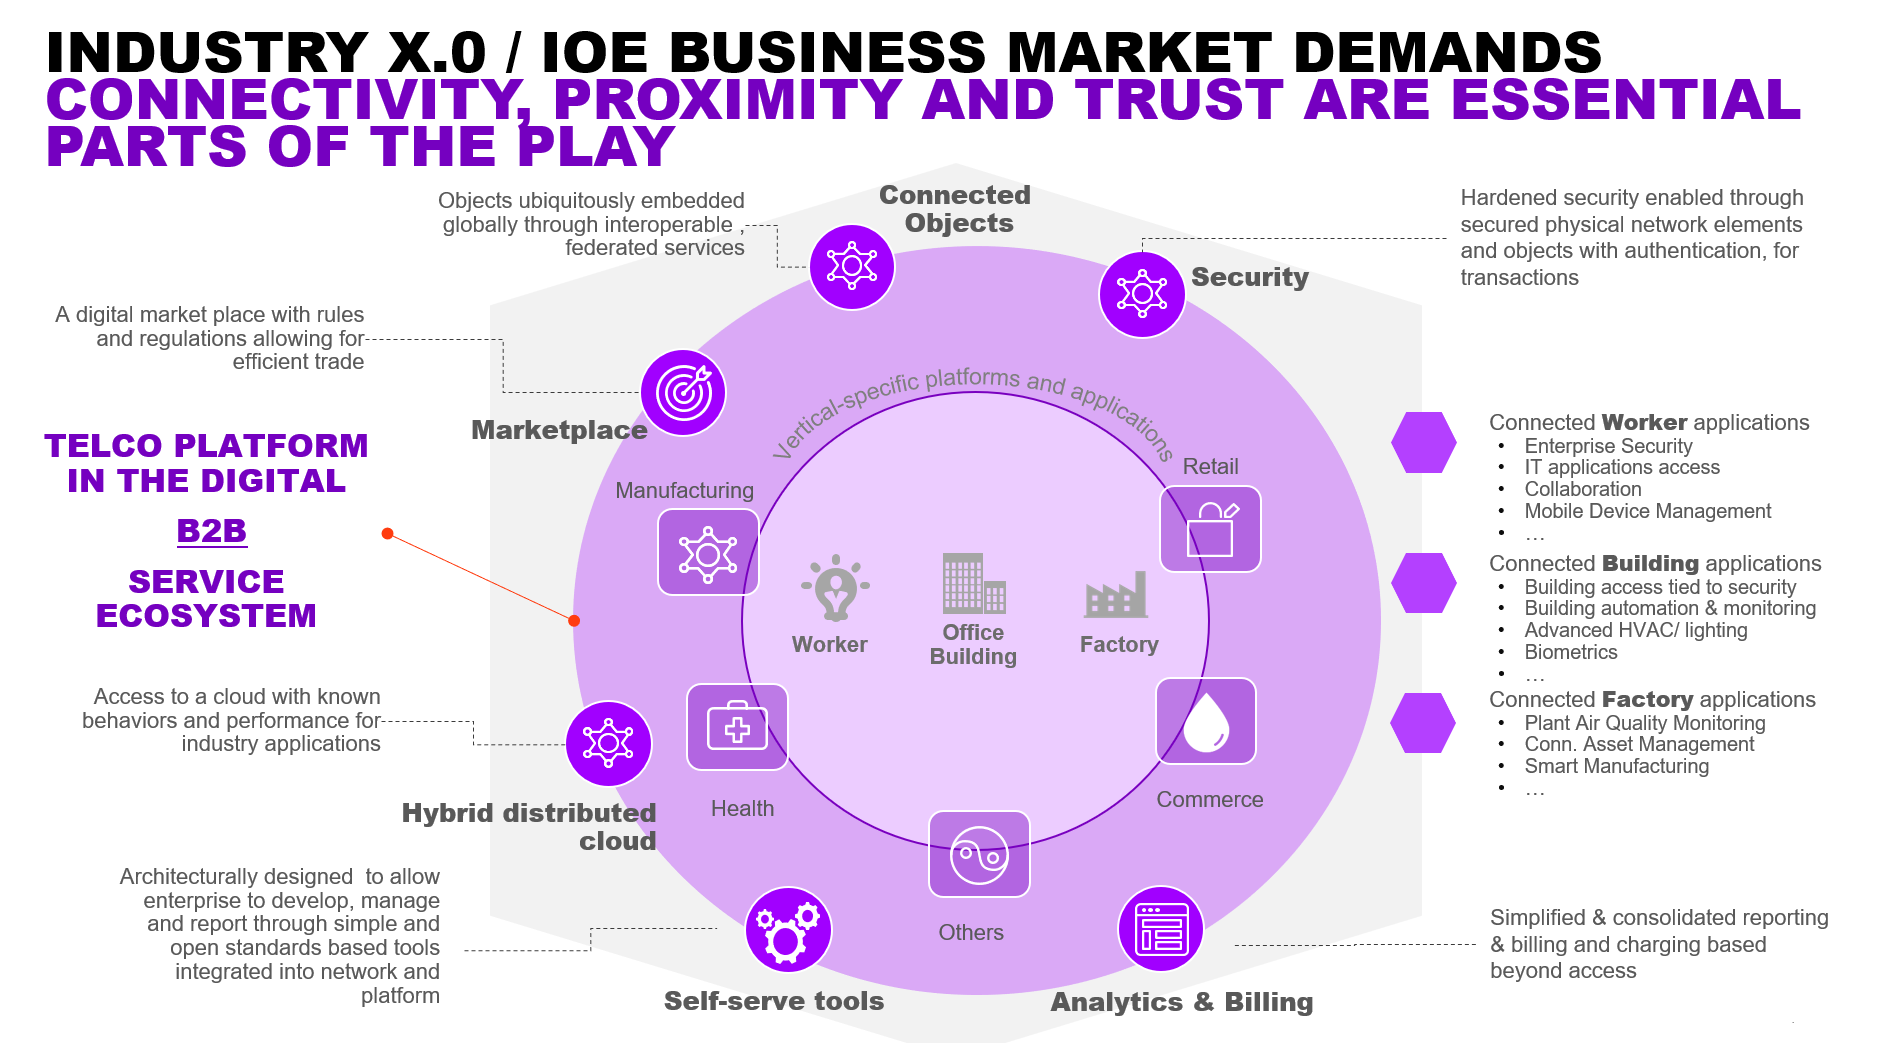 INDUSTRY X.0 / IOE BUSINESS MARKET DEMANDS
CONNECTIVITY, PROXIMITY AND TRUST ARE ESSENTIAL
PARTS OF THE PLAY
Objects ubiquitously embedded
globally through interoperable ,
federated services
Connected
Objects
Hardened security enabled through
secured physical network elements
and objects with authentication, for
transactions
Security
A digital market place with rules
and regulations allowing for
efficient trade
Marketplace
TELCO PLATFORM
IN THE DIGITAL
B2B
SERVICE
ECOSYSTEM
Vertical-specific platforms and applications
Manufacturing
Retail
Worker
Office
Building
Factory
Health
Commerce
Others
Connected Worker applications
• Enterprise Security
• IT applications access
• Collaboration
• Mobile Device Management
• …
Connected Building applications
• Building access tied to security
• Building automation & monitoring
• Advanced HVAC/ lighting
• Biometrics
• …
Connected Factory applications
• Plant Air Quality Monitoring
• Conn. Asset Management
• Smart Manufacturing
• …
Access to a cloud with known
behaviors and performance for
industry applications
Hybrid distributed
cloud
Architecturally designed  to allow
enterprise to develop, manage
and report through simple and
open standards based tools
integrated into network and
platform
Self-serve tools
Analytics & Billing
Simplified & consolidated reporting
& billing and charging based
beyond access